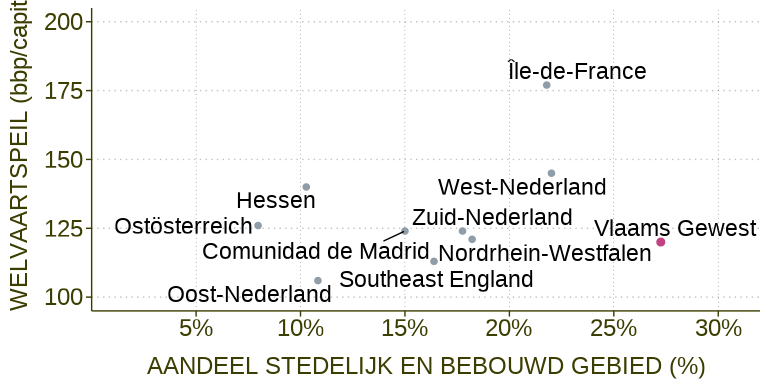 WELVAARTSPEIL (bbp/capit
200
175
150
125
100
Île-de-France
West-Nederland
Hessen
Zuid-Nederland
Ostösterreich
Vlaams Gewest
Comunidad de Madrid
Nordrhein-Westfalen
Southeast England
Oost-Nederland
5%
10%
15%
20%
25%
30%
AANDEEL STEDELIJK EN BEBOUWD GEBIED (%)